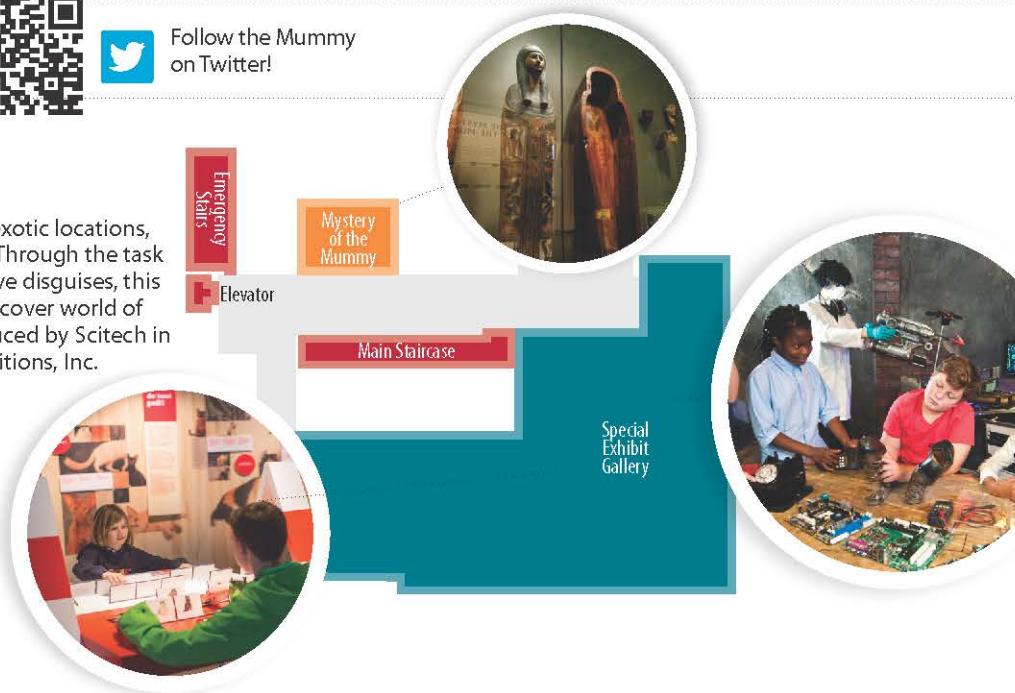 Follow the Mummy
on Twitter!
Emergency
Stairs
Mystery
of the
Mummy
Elevator
Main Staircase
exotic locations,
Through the task
ve disguises, this
cover world of
uced by Scitech in
itions, Inc.
Special
Exhibit
Gallery